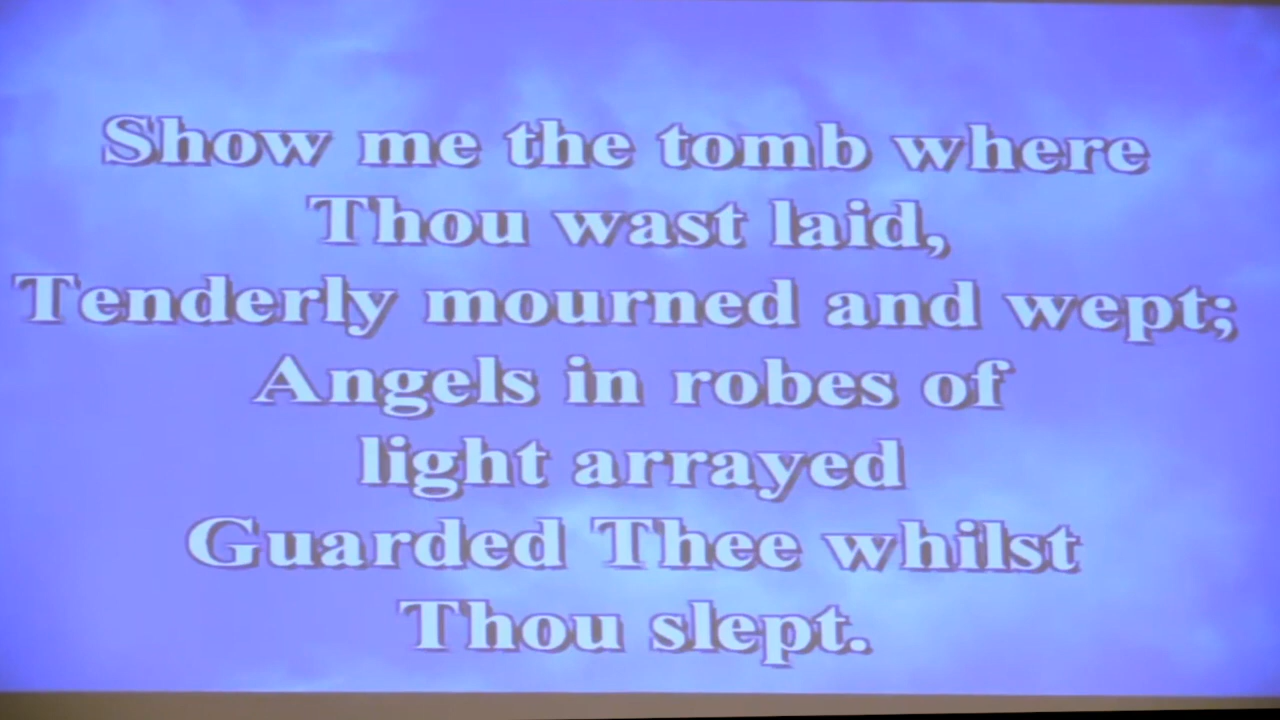 Show me the tomb where
Thou wast laid,
Tenderly mourned and wept;
Angels in robes of
light arrayed
Guarded Thee whilst
Thou slept.